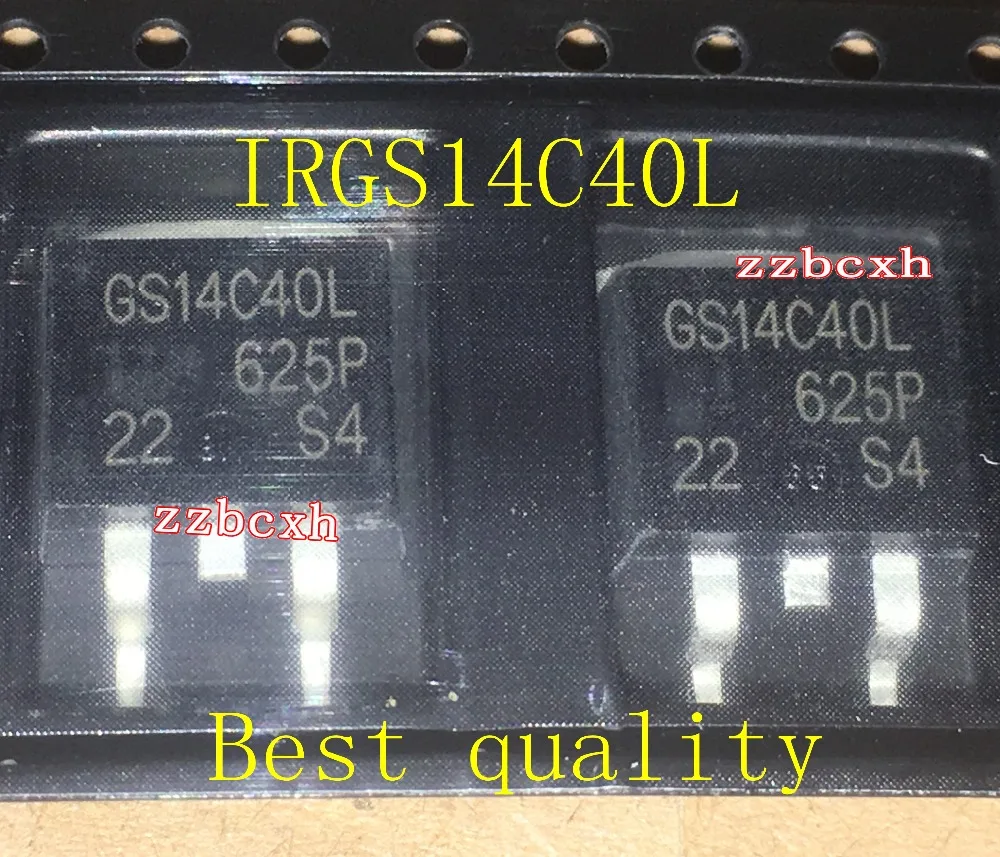 IRGS14C40L
GS14C40L
625P
22 S4
zzbcxh
zzbcxh
GS14C40L
625P
22 S4
Best quality